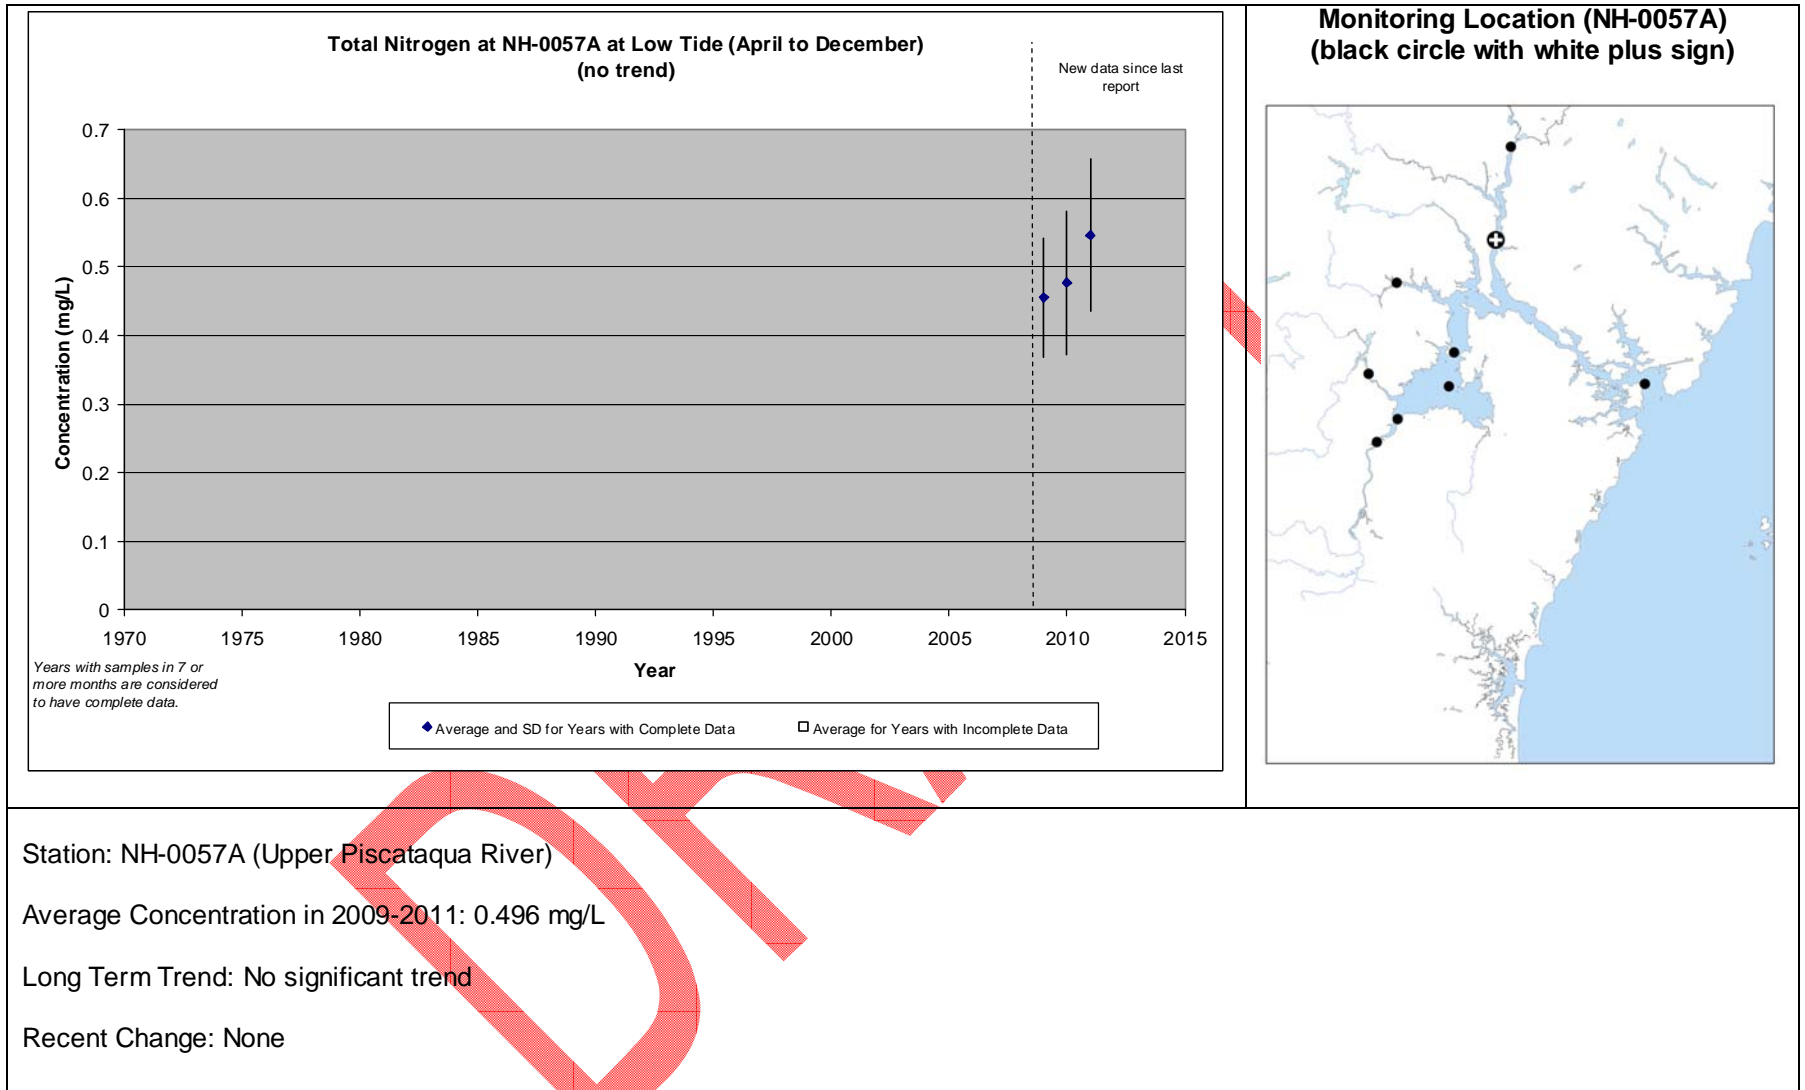 Total Nitrogen at NH-0057A at Low Tide (April to December)
(no trend)
New data since last
report
0.7
0.6
0.5
0.4
0.3
0.2
0.1
0
Concentration (mg/L)
1970 1975 1980 1985 1990 1995 2000 2005 2010 2015
Year
Years with samples in 7 or
more months are considered
to have complete data.
Average and SD for Years with Complete Data Average for Years with Incomplete Data
Monitoring Location (NH-0057A)
(black circle with white plus sign)
Station: NH-0057A (Upper Piscataqua River)
Average Concentration in 2009-2011: 0.496 mg/L
Long Term Trend: No significant trend
Recent Change: None